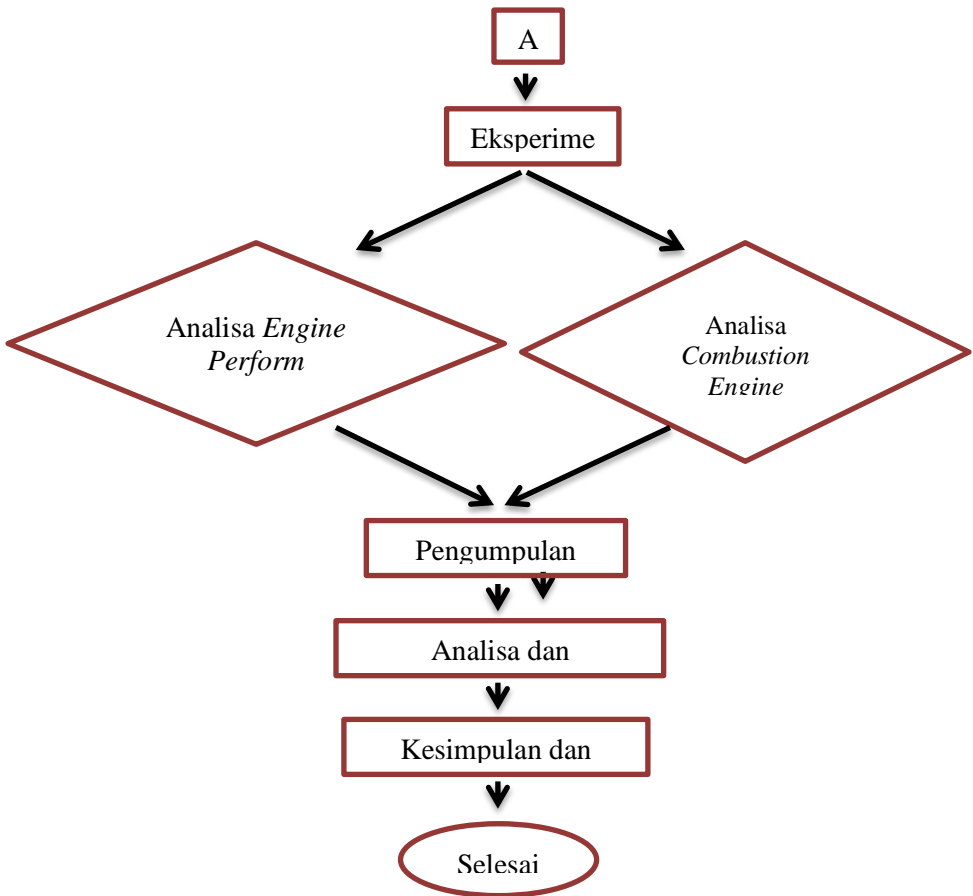 A
Eksperime
Analisa Engine
Perform
Analisa
Combustion
Engine
Pengumpulan
Analisa dan
Kesimpulan dan
Selesai